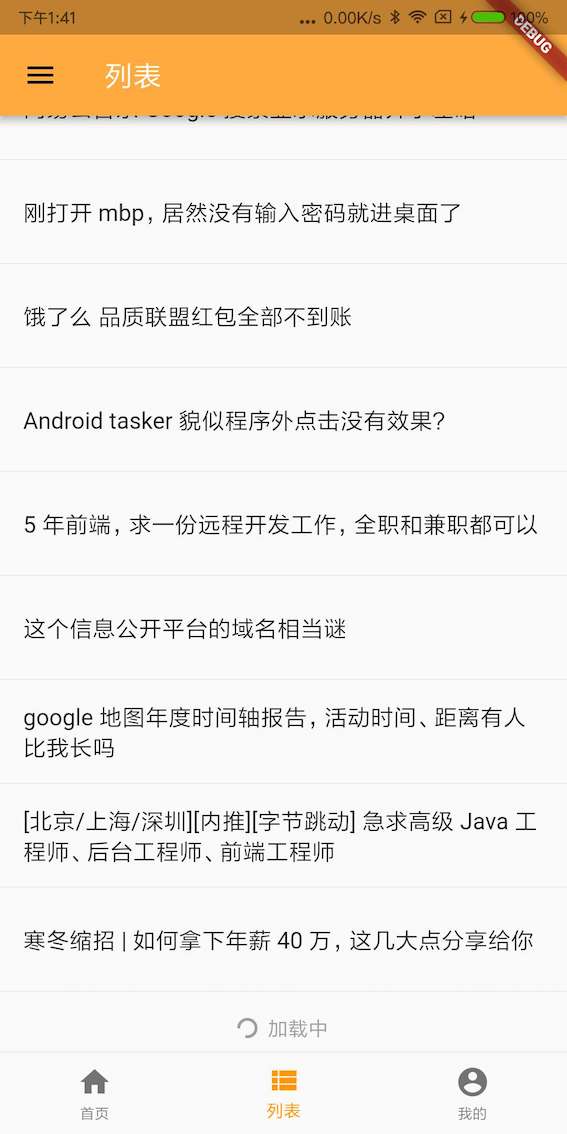 下午1:41
... 0.00K/s
100%
DEBUG
列表
刚打开 mbp，居然没有输入密码就进桌面了
饿了么 品质联盟红包全部不到账
Android tasker 貌似程序外点击没有效果？
5 年前端，求一份远程开发工作，全职和兼职都可以
这个信息公开平台的域名相当谜
google 地图年度时间轴报告，活动时间、距离有人
比我长吗
[北京/上海/深圳][内推][字节跳动] 急求高级 Java 工
程师、后台工程师、前端工程师
寒冬缩招 | 如何拿下年薪 40 万，这几大点分享给你
加载中
首页
列表
我的